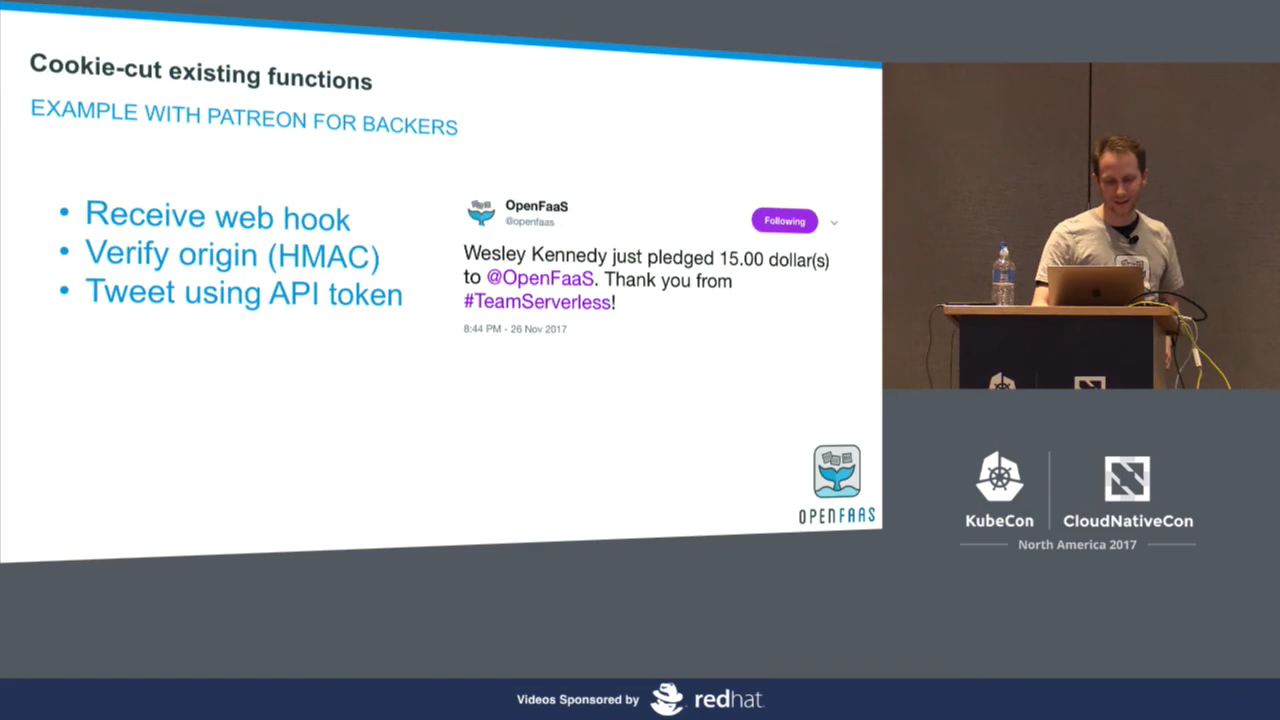 Cookie-cut existing functions
EXAMPLE WITH PATREON FOR BACKERS
• Receive web hook
• Verify origin (HMAC)
• Tweet using API token
OpenFaaS
@openfaas
Following
Wesley Kennedy just pledged 15.00 dollar(s)
to @OpenFaaS. Thank you from
#TeamServerless!
8:44 PM - 26 Nov 2017
OPENFAAS
KubeCon
CloudNativeCon
North America 2017
Videos Sponsored by
redhat